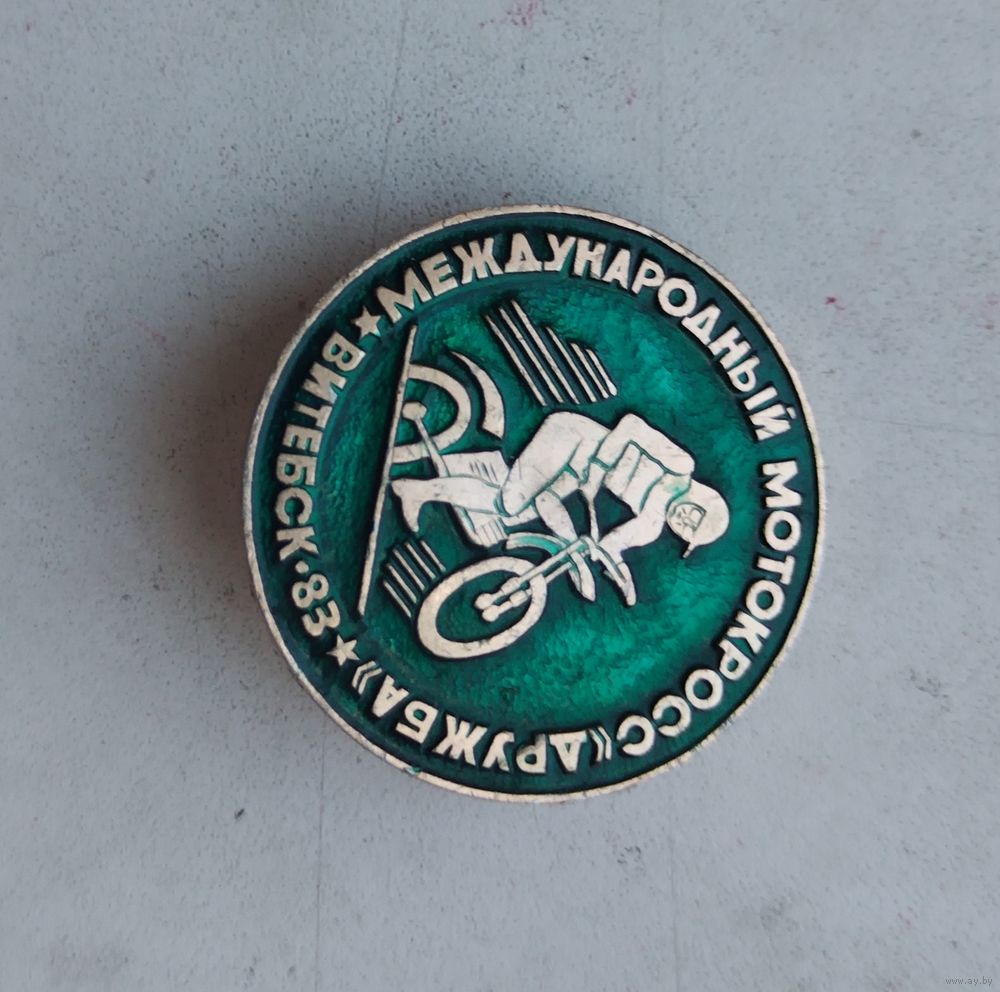 ★ МЕЖДУНАРОДНЫЙ МОТОКРОСС «ДРУЖБА» ★
ВИТЕБСК·83
www.ay.by